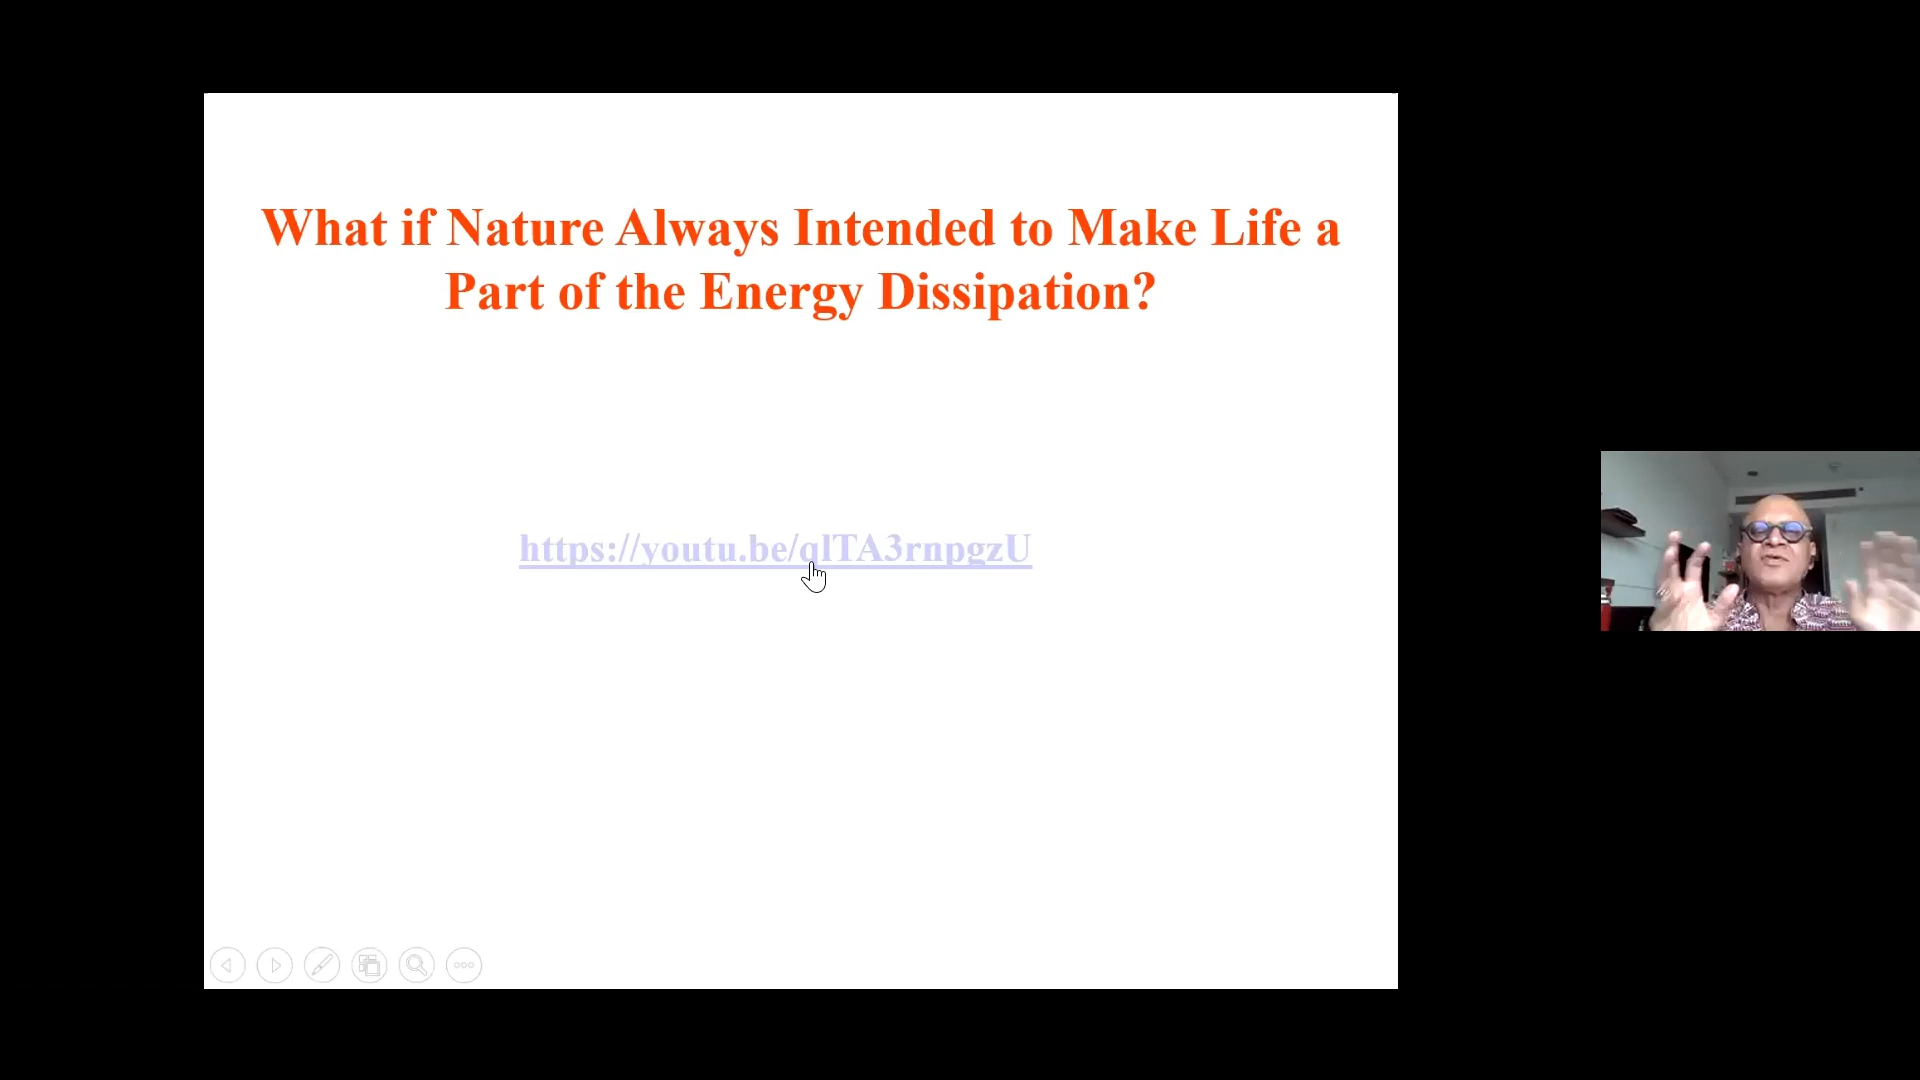 What if Nature Always Intended to Make Life a
Part of the Energy Dissipation?
https://youtu.be/qlTA3rnpgzU